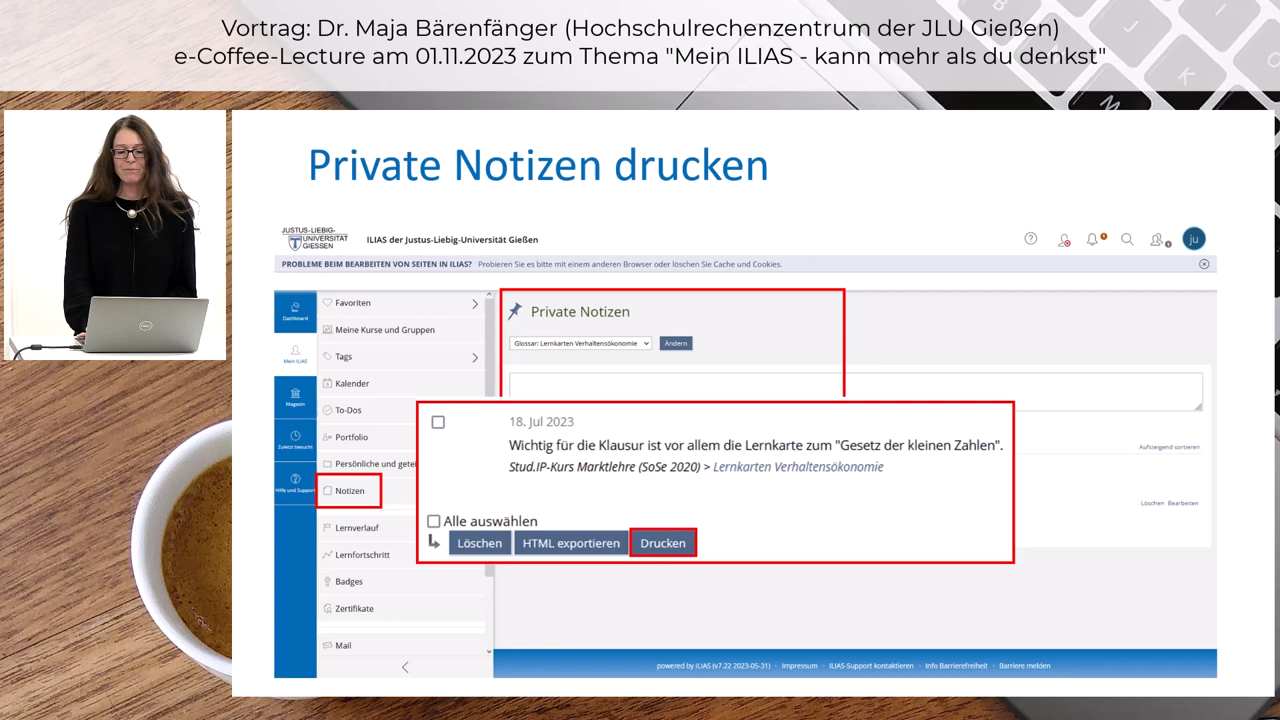 Vortrag: Dr. Maja Bärenfänger (Hochschulrechenzentrum der JLU Gießen)
e-Coffee-Lecture am 01.11.2023 zum Thema "Mein ILIAS - kann mehr als du denkst"
Private Notizen drucken
JUSTUS-LIEBIG-
UNIVERSITÄT
GIESSEN
ILIAS der Justus-Liebig-Universität Gießen
ju
PROBLEME BEIM BEARBEITEN VON SEITEN IN ILIAS? Probieren Sie es bitte mit einem anderen Browser oder löschen Sie Cache und Cookies.
Dashboard
Mein ILIAS
Magazin
Zuletzt besucht
Hilfe und Support
Favoriten
Meine Kurse und Gruppen
Tags
Kalender
To-Dos
Portfolio
Persönliche und getei
Notizen
Lernverlauf
Lernfortschritt
Badges
Zertifikate
Mail
Private Notizen
Glossar: Lernkarten Verhaltensökonomie
Ändern
Aufsteigend sortieren
Löschen Bearbeiten
18. Jul 2023
Wichtig für die Klausur ist vor allem die Lernkarte zum "Gesetz der kleinen Zahlen".
Stud.IP-Kurs Marktlehre (SoSe 2020) > Lernkarten Verhaltensökonomie
Alle auswählen
Löschen
HTML exportieren
Drucken
powered by ILIAS (v7.22 2023-05-31) · Impressum · ILIAS-Support kontaktieren · Info Barrierefreiheit · Barriere melden
DELL